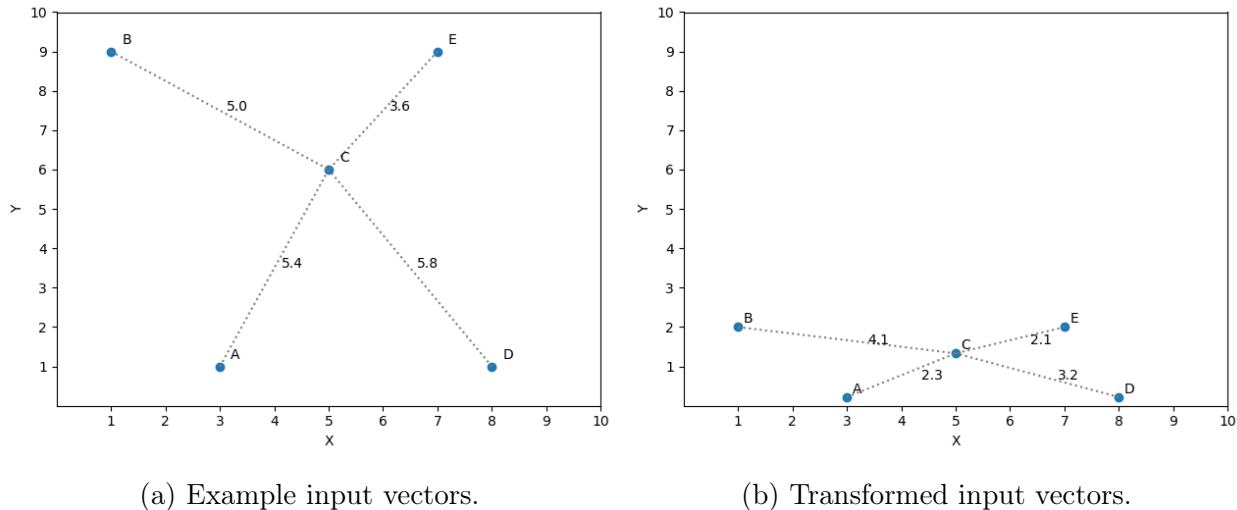 10
9
8
7
6
5
4
3
2
1
Y
B
E
5.0
3.6
C
5.4
5.8
A
D
1 2 3 4 5 6 7 8 9 10
X
(a) Example input vectors.
10
9
8
7
6
5
4
3
2
1
Y
B
E
4.1
2.1
C
2.3
3.2
A
D
1 2 3 4 5 6 7 8 9 10
X
(b) Transformed input vectors.